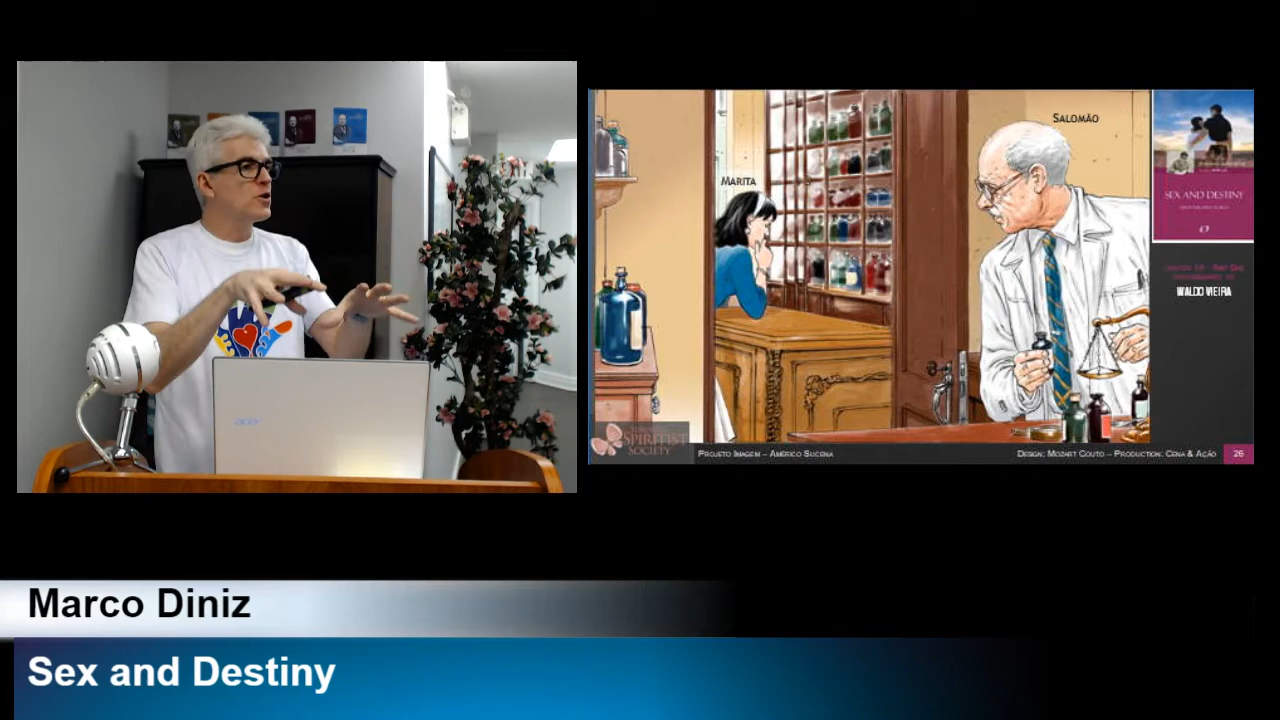 acer
MARITA
SALOMÃO
SEX AND DESTINY
WALDO VIEIRA
SPIRITIST
SOCIETY
PROJETO IMAGEM – AMÉRICO SUCENA
DESIGN: MOZART COUTO – PRODUCTION: CENA & AÇÃO
26
Marco Diniz
Sex and Destiny